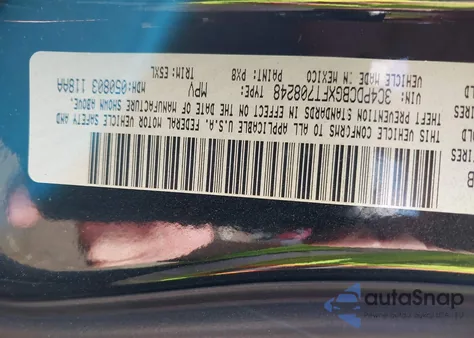 THIS VEHICLE CONFORMS TO ALL APPLICABLE U.S.A. FEDERAL MOTOR VEHICLE SAFETY AND
THEFT PREVENTION STANDARDS IN EFFECT ON THE DATE OF MANUFACTURE SHOWN ABOVE.
VIN: 3C4PDCBGXFT708248 TYPE: MPV MDH: 050803 118AA
VEHICLE MADE IN MEXICO PAINT: PX8 TRIM: E5XL
autoSnap